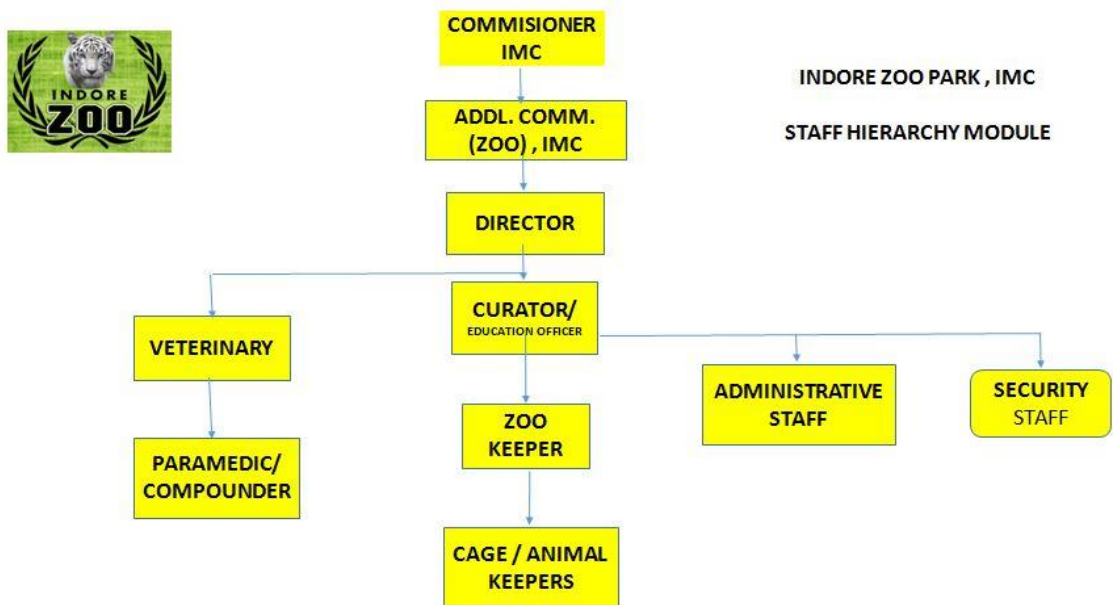 INDORE
ZOO
COMMISIONER
IMC
INDORE ZOO PARK , IMC
STAFF HIERARCHY MODULE
ADDL. COMM.
(ZOO) , IMC
DIRECTOR
CURATOR/
EDUCATION OFFICER
VETERINARY
ADMINISTRATIVE
STAFF
SECURITY
STAFF
ZOO
KEEPER
PARAMEDIC/
COMPOUNDER
CAGE / ANIMAL
KEEPERS